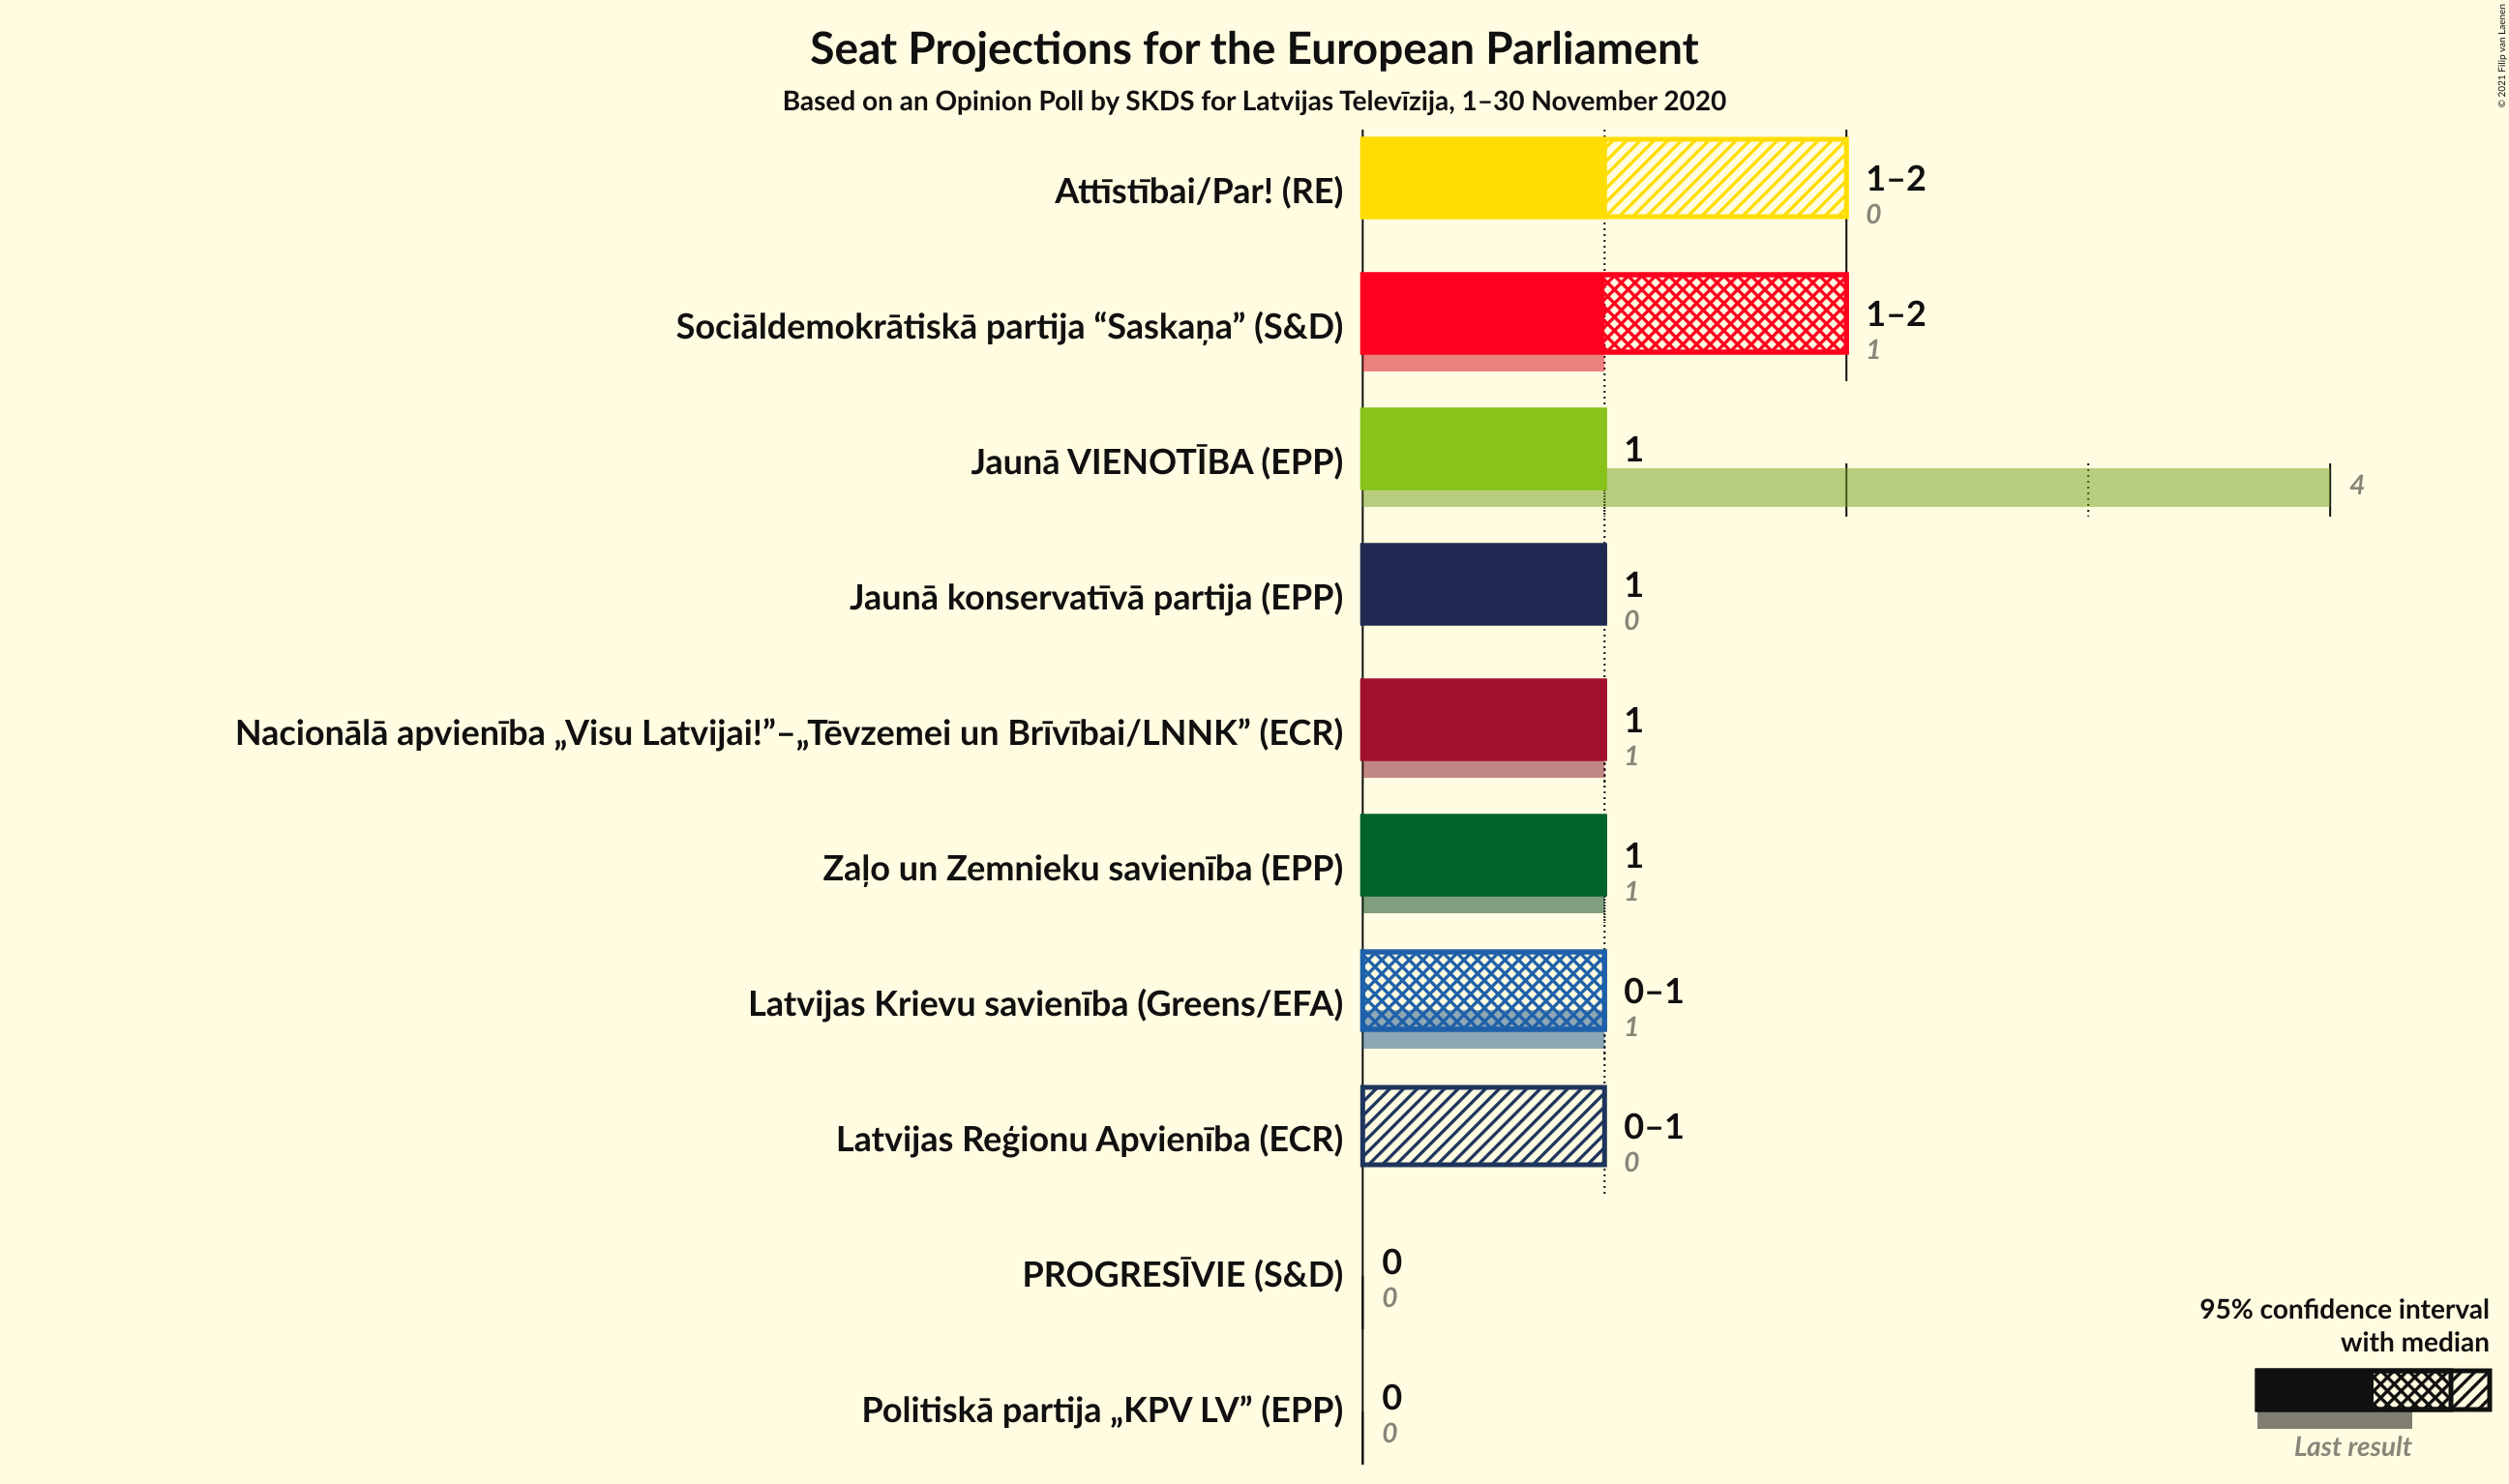 Seat Projections for the European Parliament
Based on an Opinion Poll by SKDS for Latvijas Televīzija, 1–30 November 2020
© 2021 Filip van Laenen
Attīstībai/Par! (RE)
1–2
0
Sociāldemokrātiskā partija “Saskaņa” (S&D)
1–2
1
Jaunā VIENOTĪBA (EPP)
1
4
Jaunā konservatīvā partija (EPP)
1
0
Nacionālā apvienība „Visu Latvijai!”–„Tēvzemei un Brīvībai/LNNK” (ECR)
1
1
Zaļo un Zemnieku savienība (EPP)
1
1
Latvijas Krievu savienība (Greens/EFA)
0–1
1
Latvijas Reģionu Apvienība (ECR)
0–1
0
PROGRESĪVIE (S&D)
0
0
Politiskā partija „KPV LV” (EPP)
0
0
95% confidence interval
with median
Last result